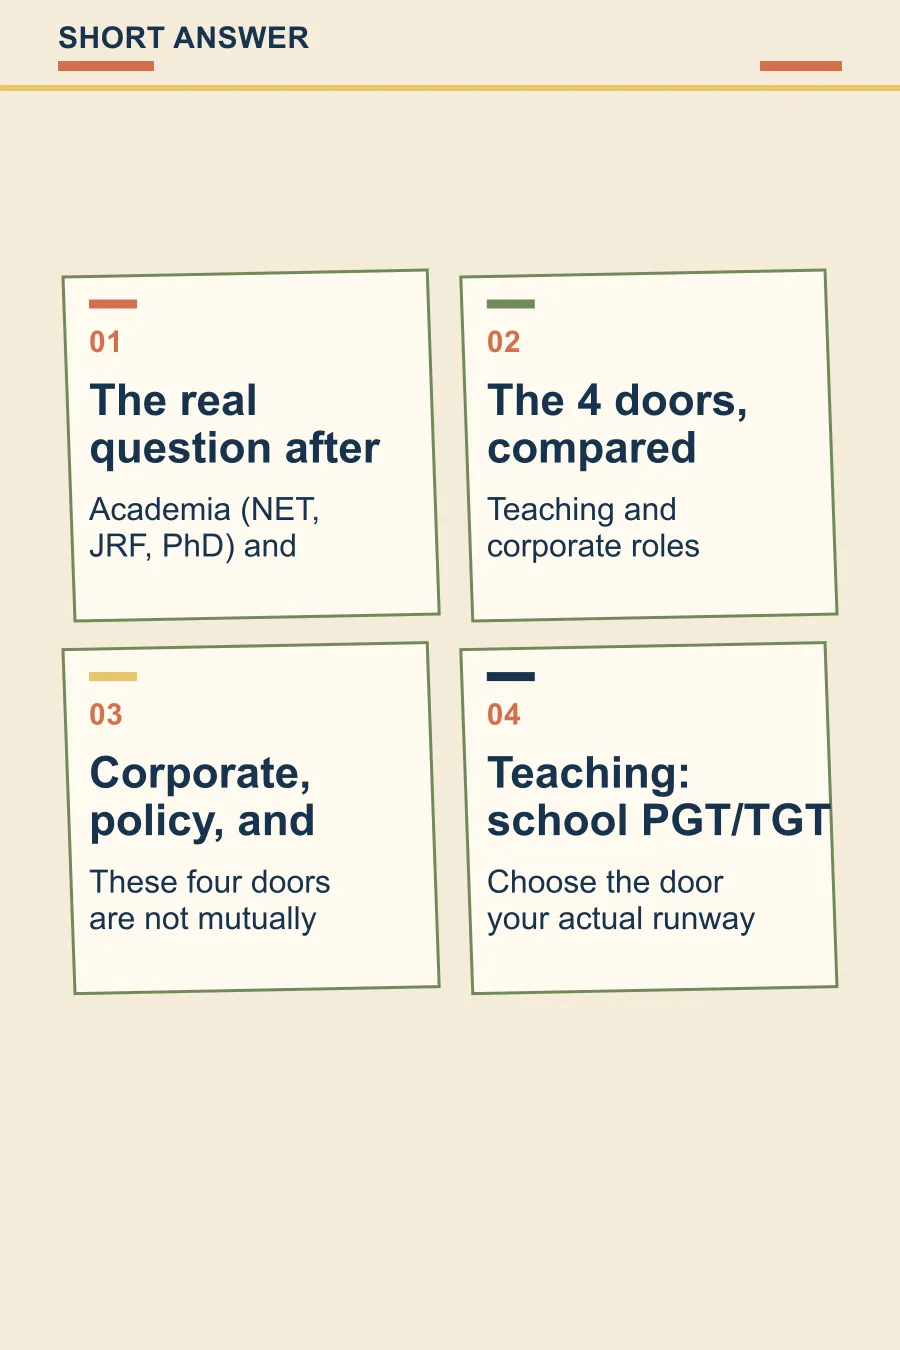 SHORT ANSWER
01
The real
question after
Academia (NET,
JRF, PhD) and
02
The 4 doors,
compared
Teaching and
corporate roles
03
Corporate,
policy, and
These four doors
are not mutually
04
Teaching:
school PGT/TGT
Choose the door
your actual runway